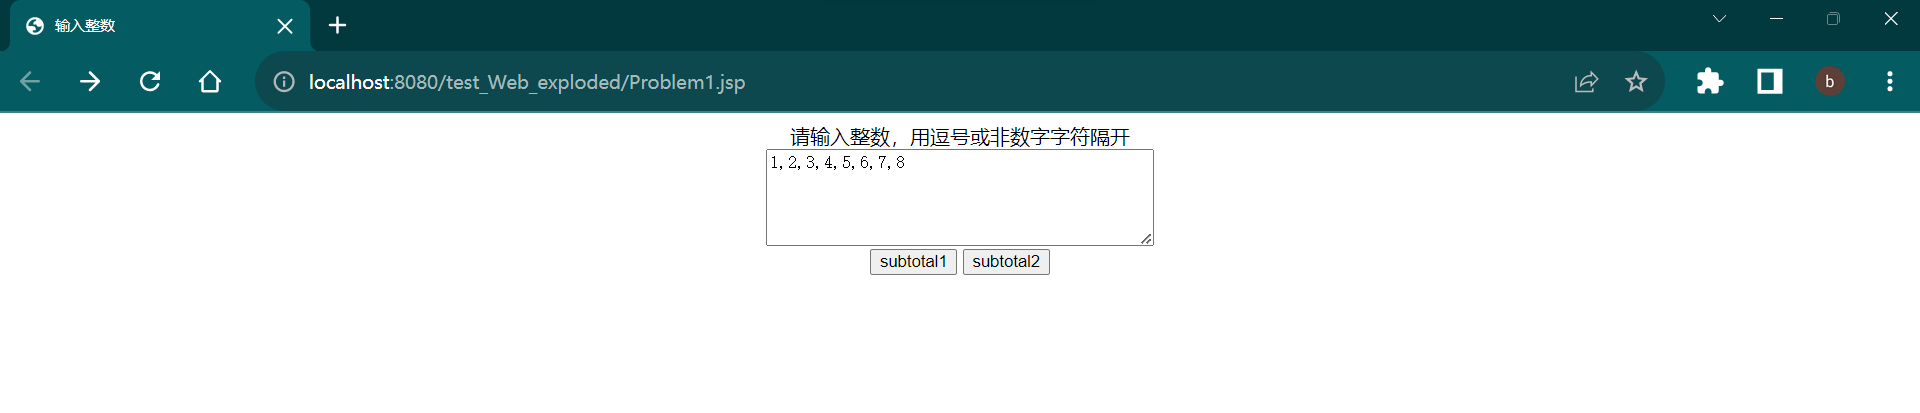 输入整数
localhost:8080/test_Web_exploded/Problem1.jsp
b
请输入整数，用逗号或非数字字符隔开
1,2,3,4,5,6,7,8
subtotal1 subtotal2